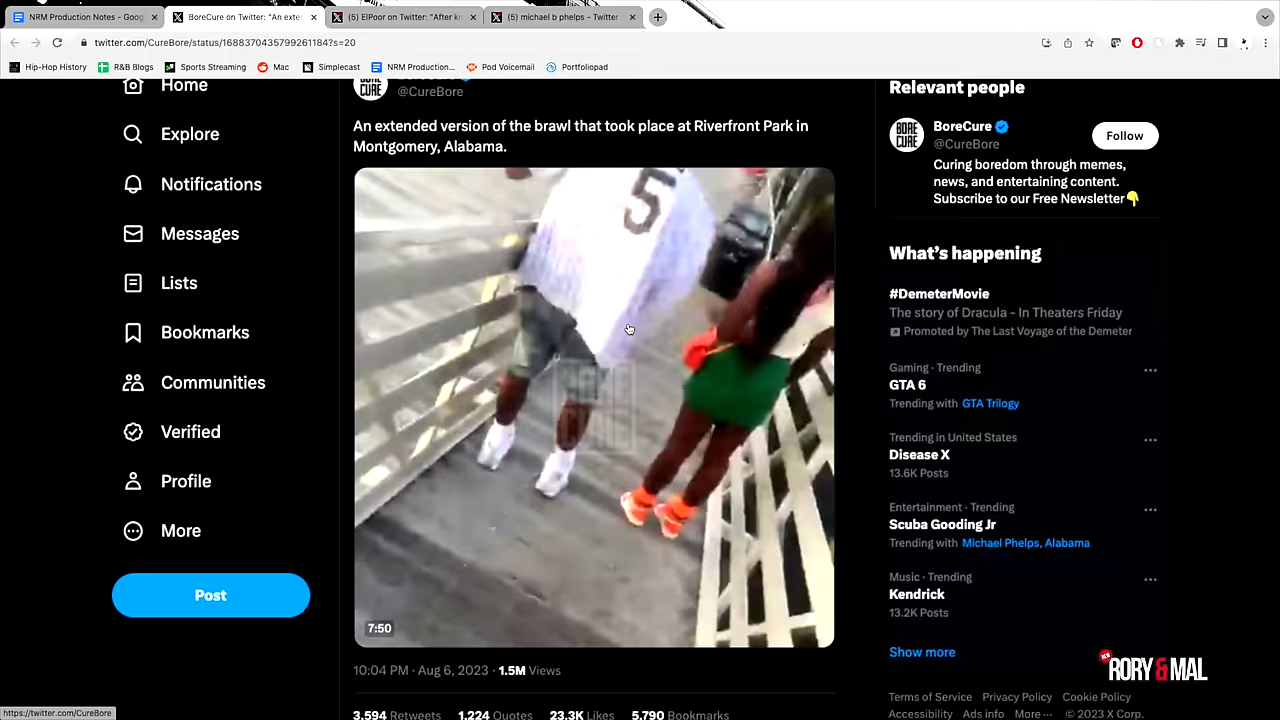 NRM Production Notes - Goog
BoreCure on Twitter: "An exte
(5) ElPoor on Twitter: "After k
(5) michael b phelps - Twitter
twitter.com/CureBore/status/1688370435799261184?s=20
Hip-Hop History
R&B Blogs
Sports Streaming
Mac
Simplecast
NRM Production...
Pod Voicemail
Portfoliopad
Home
Explore
Notifications
Messages
Lists
Bookmarks
Communities
Verified
Profile
More
Post
CURE
@CureBore
An extended version of the brawl that took place at Riverfront Park in
Montgomery, Alabama.
5
7:50
10:04 PM · Aug 6, 2023 · 1.5M Views
3,594 Retweets 1,224 Quotes 23.3K Likes 5,790 Bookmarks
Relevant people
BORE
CURE
BoreCure
@CureBore
Follow
Curing boredom through memes,
news, and entertaining content.
Subscribe to our Free Newsletter👇
What's happening
#DemeterMovie
The story of Dracula - In Theaters Friday
Promoted by The Last Voyage of the Demeter
Gaming · Trending
GTA 6
Trending with GTA Trilogy
Trending in United States
Disease X
13.6K Posts
Entertainment · Trending
Scuba Gooding Jr
Trending with Michael Phelps, Alabama
Music · Trending
Kendrick
13.2K Posts
Show more
NEW
RORY & MAL
Terms of Service Privacy Policy Cookie Policy
Accessibility Ads info More ··· © 2023 X Corp.
https://twitter.com/CureBore